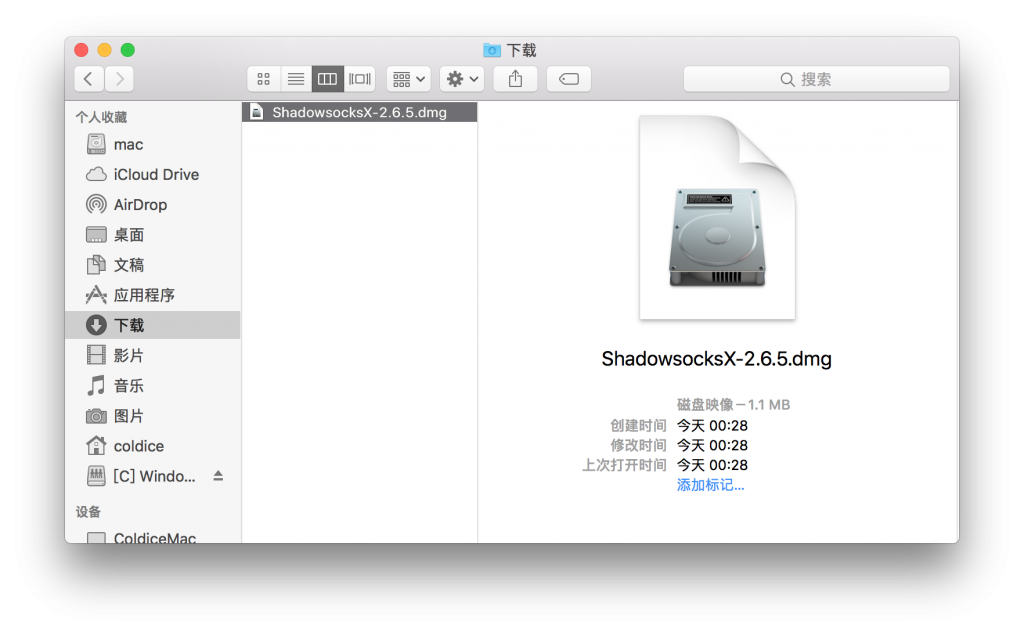 下载
搜索
个人收藏
mac
iCloud Drive
AirDrop
桌面
文稿
应用程序
下载
影片
音乐
图片
coldice
[C] Windo...
设备
ColdiceMac
ShadowsocksX-2.6.5.dmg
ShadowsocksX-2.6.5.dmg
磁盘映像 – 1.1 MB
创建时间 今天 00:28
修改时间 今天 00:28
上次打开时间 今天 00:28
添加标记...